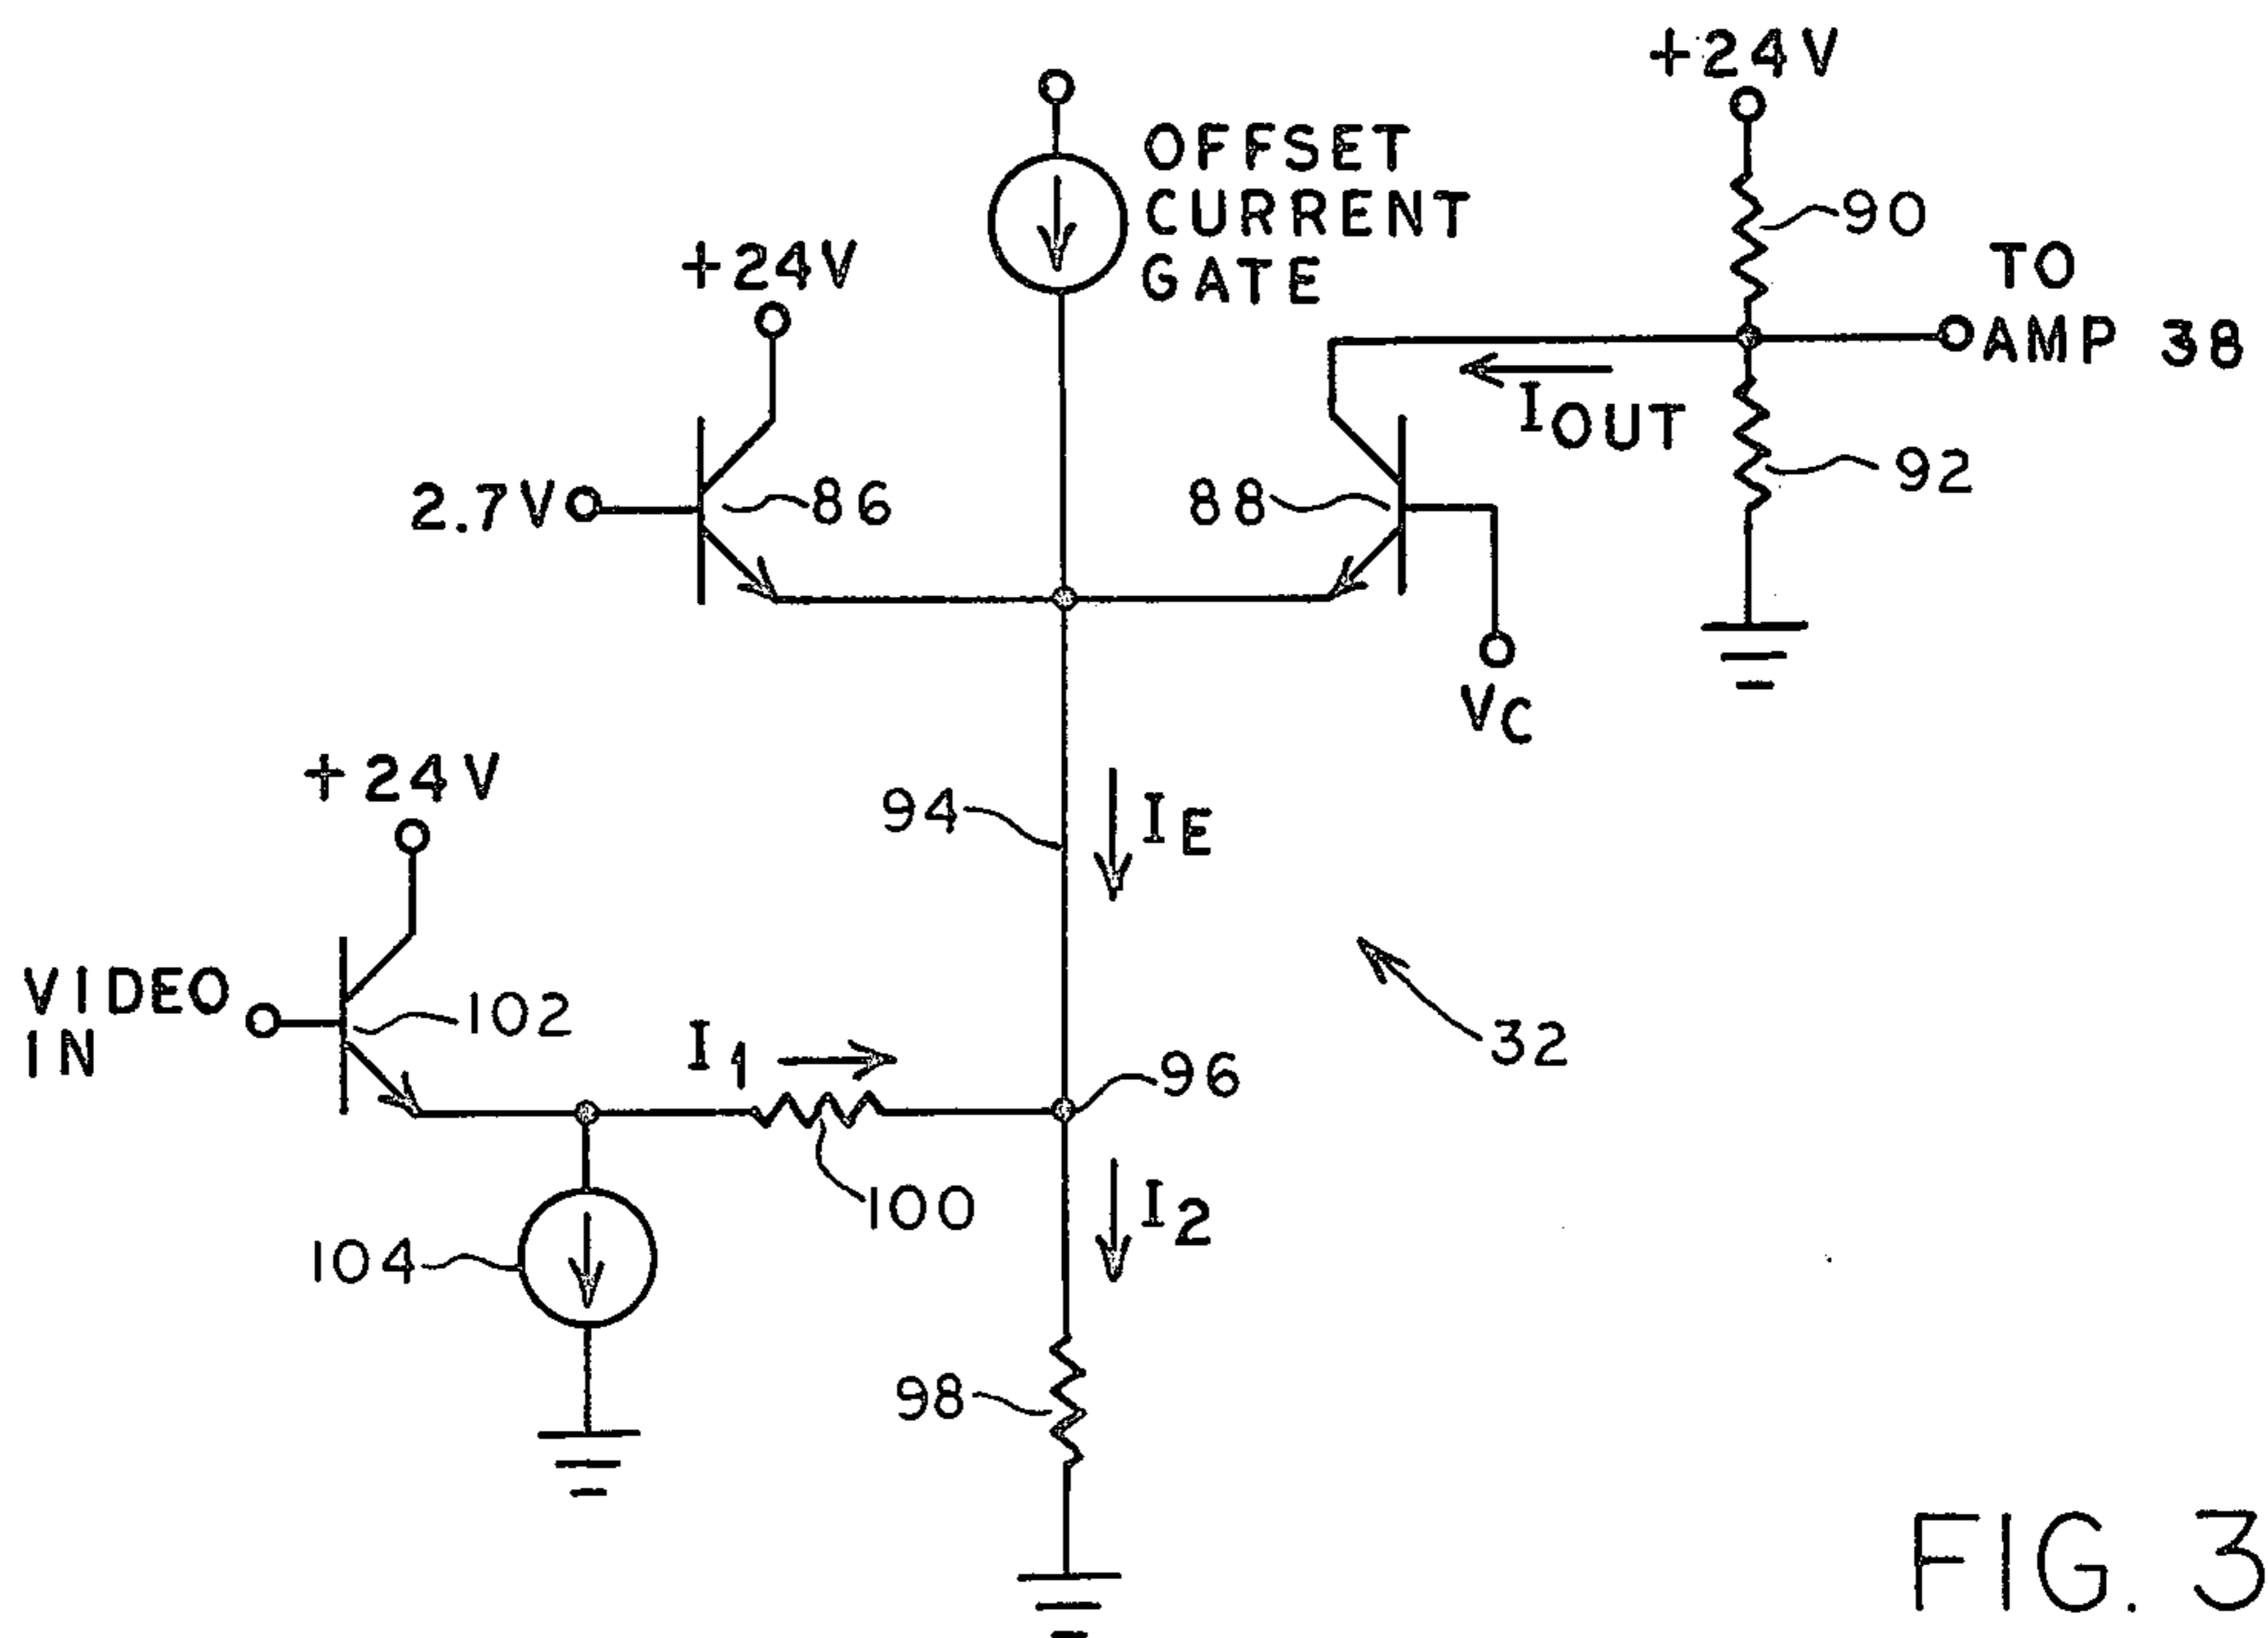 +24V
OFFSET
CURRENT
GATE
90
TO
AMP 38
+24V
IOUT
2.7V
86
88
92
VC
+24V
94
IE
VIDEO
IN
102
I1
96
32
100
I2
104
98
FIG. 3